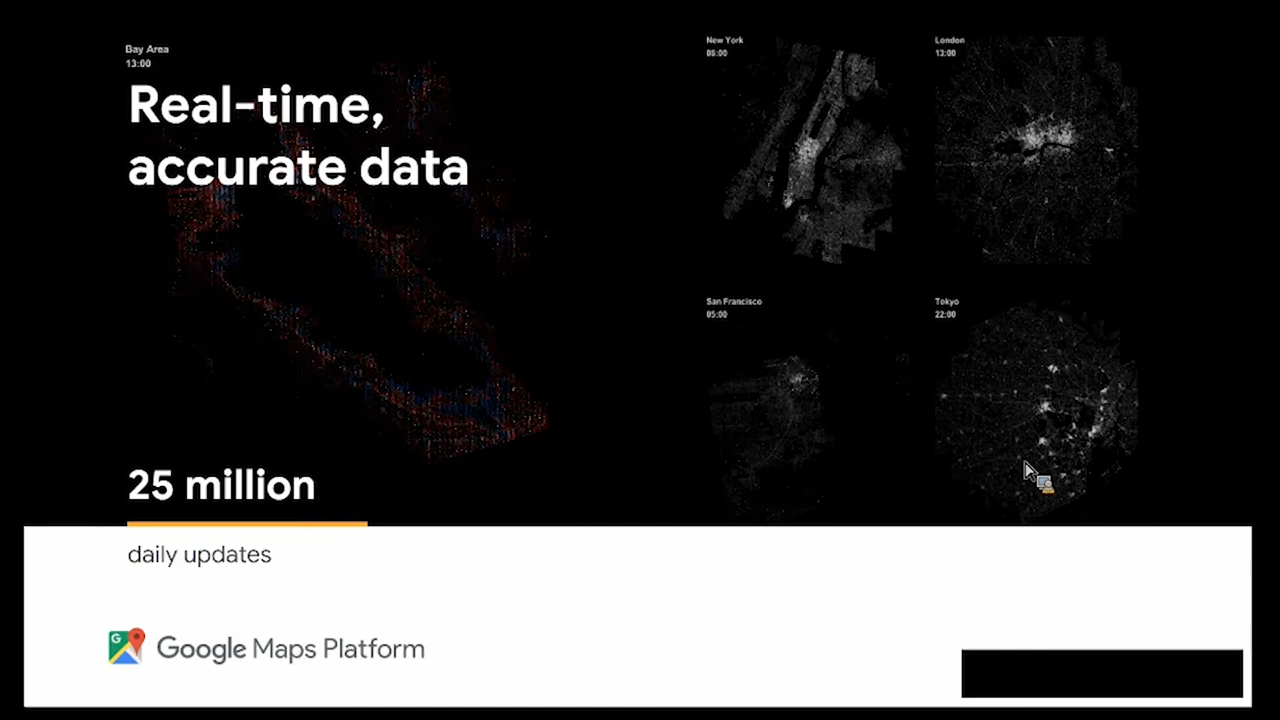 Bay Area
13:00
Real-time,
accurate data
25 million
daily updates
New York
08:00
London
13:00
San Francisco
05:00
Tokyo
22:00
G
Google Maps Platform